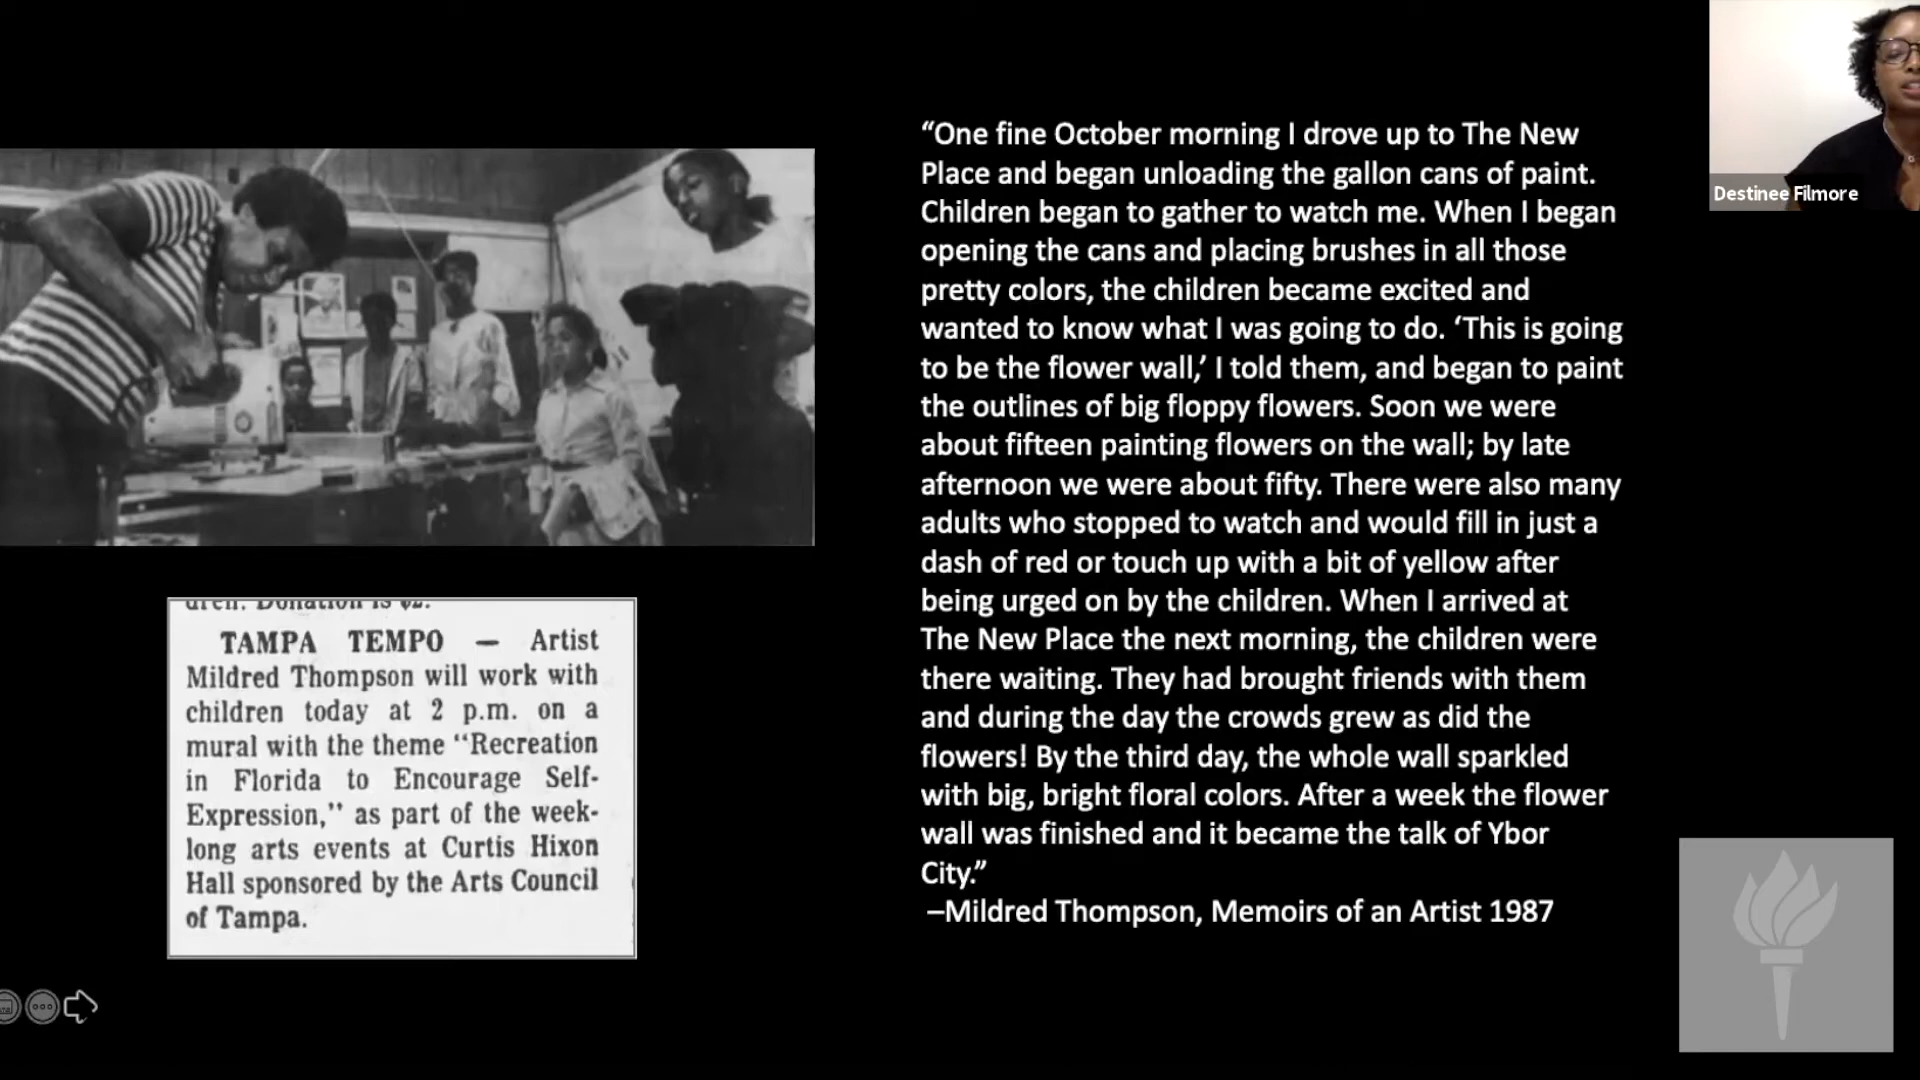 Destinee Filmore
“One fine October morning I drove up to The New
Place and began unloading the gallon cans of paint.
Children began to gather to watch me. When I began
opening the cans and placing brushes in all those
pretty colors, the children became excited and
wanted to know what I was going to do. ‘This is going
to be the flower wall,’ I told them, and began to paint
the outlines of big floppy flowers. Soon we were
about fifteen painting flowers on the wall; by late
afternoon we were about fifty. There were also many
adults who stopped to watch and would fill in just a
dash of red or touch up with a bit of yellow after
being urged on by the children. When I arrived at
The New Place the next morning, the children were
there waiting. They had brought friends with them
and during the day the crowds grew as did the
flowers! By the third day, the whole wall sparkled
with big, bright floral colors. After a week the flower
wall was finished and it became the talk of Ybor
City.”
–Mildred Thompson, Memoirs of an Artist 1987
Donation is $2.
TAMPA TEMPO — Artist
Mildred Thompson will work with
children today at 2 p.m. on a
mural with the theme “Recreation
in Florida to Encourage Self-
Expression,” as part of the week-
long arts events at Curtis Hixon
Hall sponsored by the Arts Council
of Tampa.